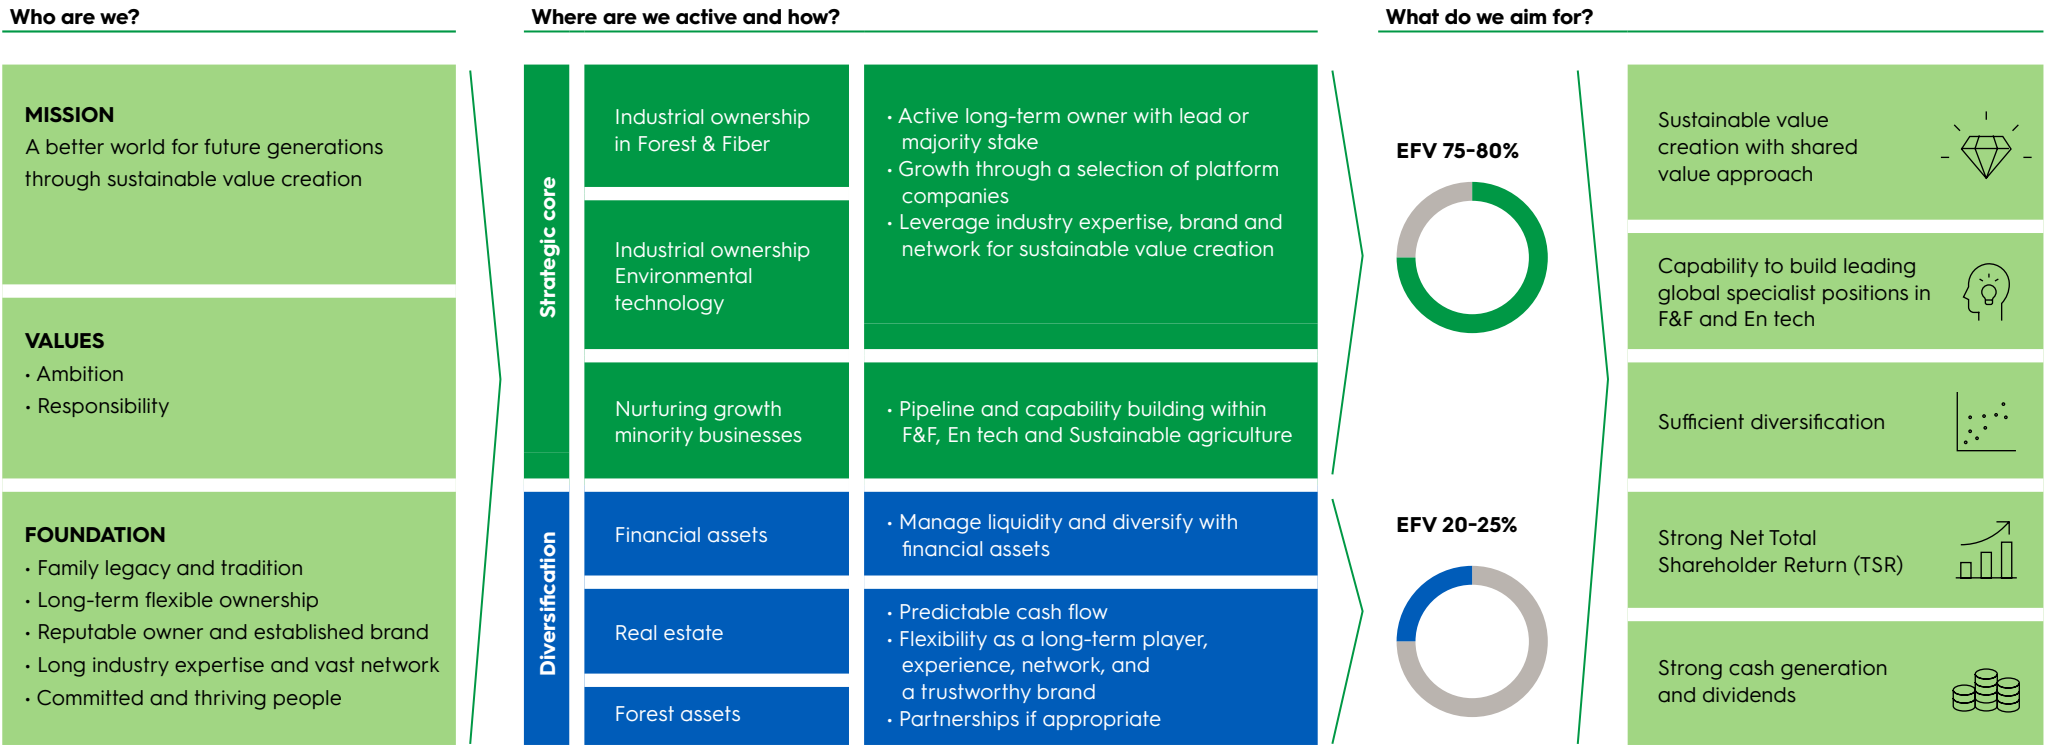 Who are we?
MISSION
A better world for future generations
through sustainable value creation
VALUES
· Ambition
· Responsibility
FOUNDATION
· Family legacy and tradition
· Long-term flexible ownership
· Reputable owner and established brand
· Long industry expertise and vast network
· Committed and thriving people
Where are we active and how?
Strategic core
Industrial ownership
in Forest & Fiber
Industrial ownership
Environmental
technology
· Active long-term owner with lead or
majority stake
· Growth through a selection of platform
companies
· Leverage industry expertise, brand and
network for sustainable value creation
Nurturing growth
minority businesses
· Pipeline and capability building within
F&F, En tech and Sustainable agriculture
Diversification
Financial assets
· Manage liquidity and diversify with
financial assets
Real estate
Forest assets
· Predictable cash flow
· Flexibility as a long-term player,
experience, network, and
a trustworthy brand
· Partnerships if appropriate
What do we aim for?
EFV 75-80%
EFV 20-25%
Sustainable value
creation with shared
value approach
Capability to build leading
global specialist positions in
F&F and En tech
Sufficient diversification
Strong Net Total
Shareholder Return (TSR)
Strong cash generation
and dividends